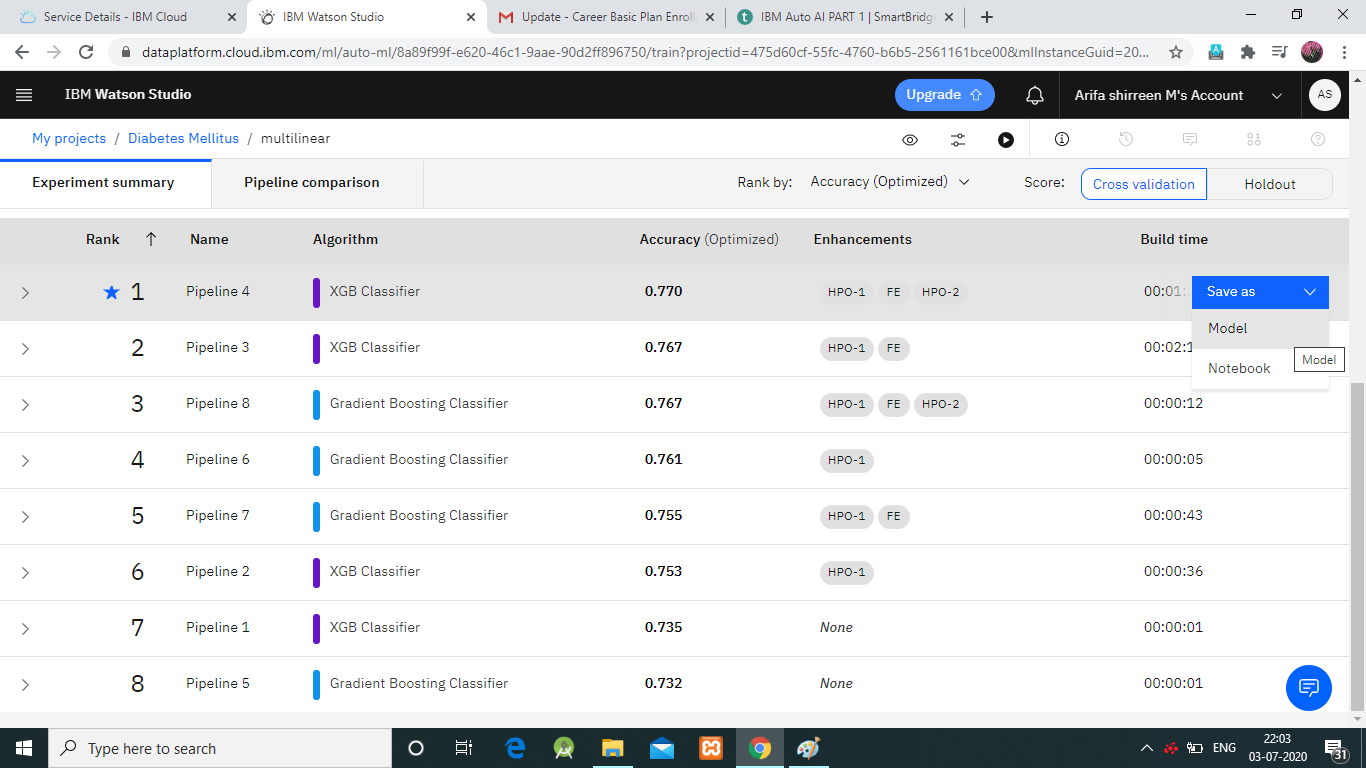 Service Details - IBM Cloud
IBM Watson Studio
Update - Career Basic Plan Enroll
IBM Auto AI PART 1 | SmartBridge
dataplatform.cloud.ibm.com/ml/auto-ml/8a89f99f-e620-46c1-9aae-90d2ff896750/train?projectid=475d60cf-55fc-4760-b6b5-2561161bce00&mlInstanceGuid=20...
IBM Watson Studio
Upgrade
Arifa shirreen M's Account
AS
My projects / Diabetes Mellitus / multilinear
Experiment summary
Pipeline comparison
Rank by: Accuracy (Optimized)
Score: Cross validation Holdout
Rank Name Algorithm Accuracy (Optimized) Enhancements Build time
1 Pipeline 4 XGB Classifier 0.770 HPO-1 FE HPO-2 00:01:
Save as
Model
2 Pipeline 3 XGB Classifier 0.767 HPO-1 FE 00:02:1
Model
Notebook
3 Pipeline 8 Gradient Boosting Classifier 0.767 HPO-1 FE HPO-2 00:00:12
4 Pipeline 6 Gradient Boosting Classifier 0.761 HPO-1 00:00:05
5 Pipeline 7 Gradient Boosting Classifier 0.755 HPO-1 FE 00:00:43
6 Pipeline 2 XGB Classifier 0.753 HPO-1 00:00:36
7 Pipeline 1 XGB Classifier 0.735 None 00:00:01
8 Pipeline 5 Gradient Boosting Classifier 0.732 None 00:00:01
Type here to search
ENG
22:03
03-07-2020
31